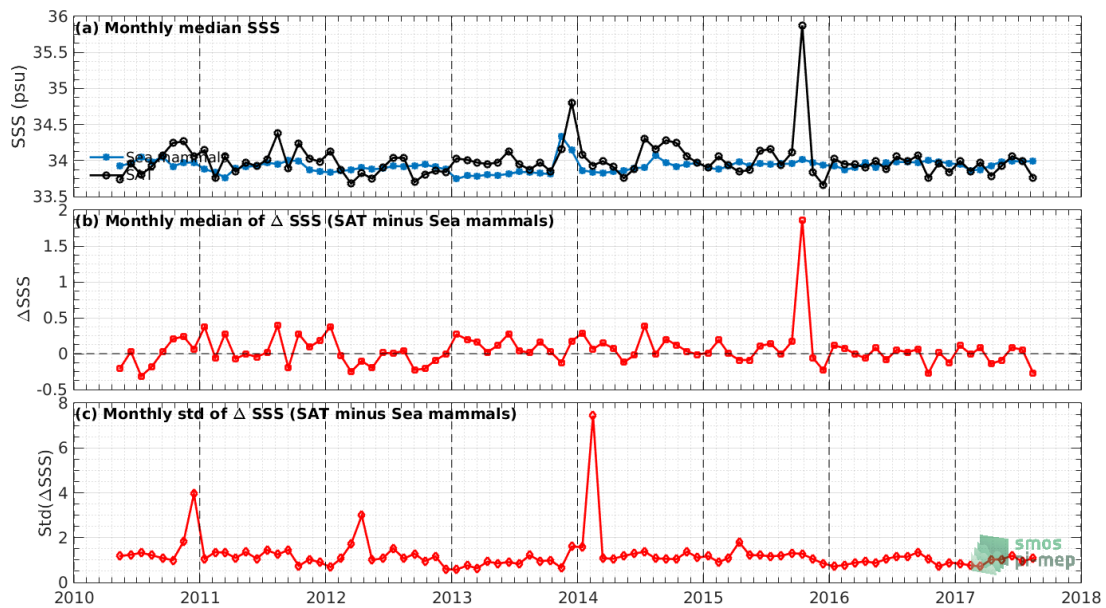 (a) Monthly median SSS
36
35.5
35
34.5
34
33.5
SSS (psu)
Sea mammals
SAT
(b) Monthly median of Δ SSS (SAT minus Sea mammals)
2
1.5
1
0.5
0
-0.5
ΔSSS
(c) Monthly std of Δ SSS (SAT minus Sea mammals)
8
6
4
2
0
Std(ΔSSS)
smos
pi-mep
2010 2011 2012 2013 2014 2015 2016 2017 2018